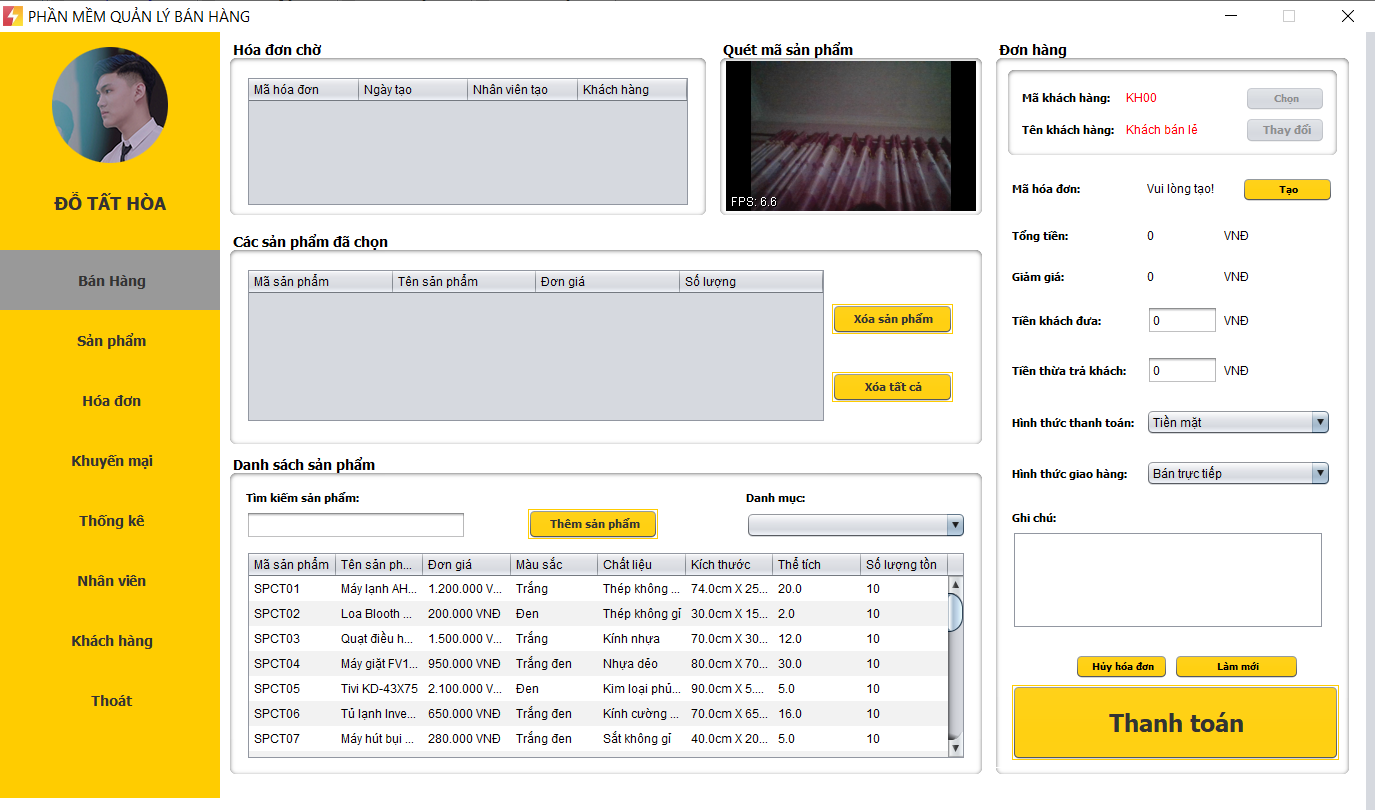 PHẦN MỀM QUẢN LÝ BÁN HÀNG
ĐỖ TẤT HÒA
Bán Hàng
Sản phẩm
Hóa đơn
Khuyến mại
Thống kê
Nhân viên
Khách hàng
Thoát
Hóa đơn chờ
Mã hóa đơn Ngày tạo Nhân viên tạo Khách hàng
Quét mã sản phẩm
FPS: 6.6
Các sản phẩm đã chọn
Mã sản phẩm Tên sản phẩm Đơn giá Số lượng
Xóa sản phẩm
Xóa tất cả
Danh sách sản phẩm
Tìm kiếm sản phẩm:
Thêm sản phẩm
Danh mục:
Mã sản phẩm Tên sản ph... Đơn giá Màu sắc Chất liệu Kích thước Thể tích Số lượng tồn
SPCT01 Máy lạnh AH... 1.200.000 V... Trắng Thép không ... 74.0cm X 25... 20.0 10
SPCT02 Loa Blooth ... 200.000 VNĐ Đen Thép không gỉ 30.0cm X 15... 2.0 10
SPCT03 Quạt điều h... 1.500.000 V... Trắng Kính nhựa 70.0cm X 30... 12.0 10
SPCT04 Máy giặt FV1... 950.000 VNĐ Trắng đen Nhựa dẻo 80.0cm X 70... 30.0 10
SPCT05 Tivi KD-43X75 2.100.000 V... Đen Kim loại phủ... 90.0cm X 5.... 5.0 10
SPCT06 Tủ lạnh Inve... 650.000 VNĐ Trắng đen Kính cường ... 70.0cm X 65... 16.0 10
SPCT07 Máy hút bụi ... 280.000 VNĐ Trắng đen Sắt không gỉ 40.0cm X 20... 5.0 10
Đơn hàng
Mã khách hàng: KH00 Chọn
Tên khách hàng: Khách bán lẻ Thay đổi
Mã hóa đơn: Vui lòng tạo! Tạo
Tổng tiền: 0 VNĐ
Giảm giá: 0 VNĐ
Tiền khách đưa: 0 VNĐ
Tiền thừa trả khách: 0 VNĐ
Hình thức thanh toán: Tiền mặt
Hình thức giao hàng: Bán trực tiếp
Ghi chú:
Hủy hóa đơn Làm mới
Thanh toán